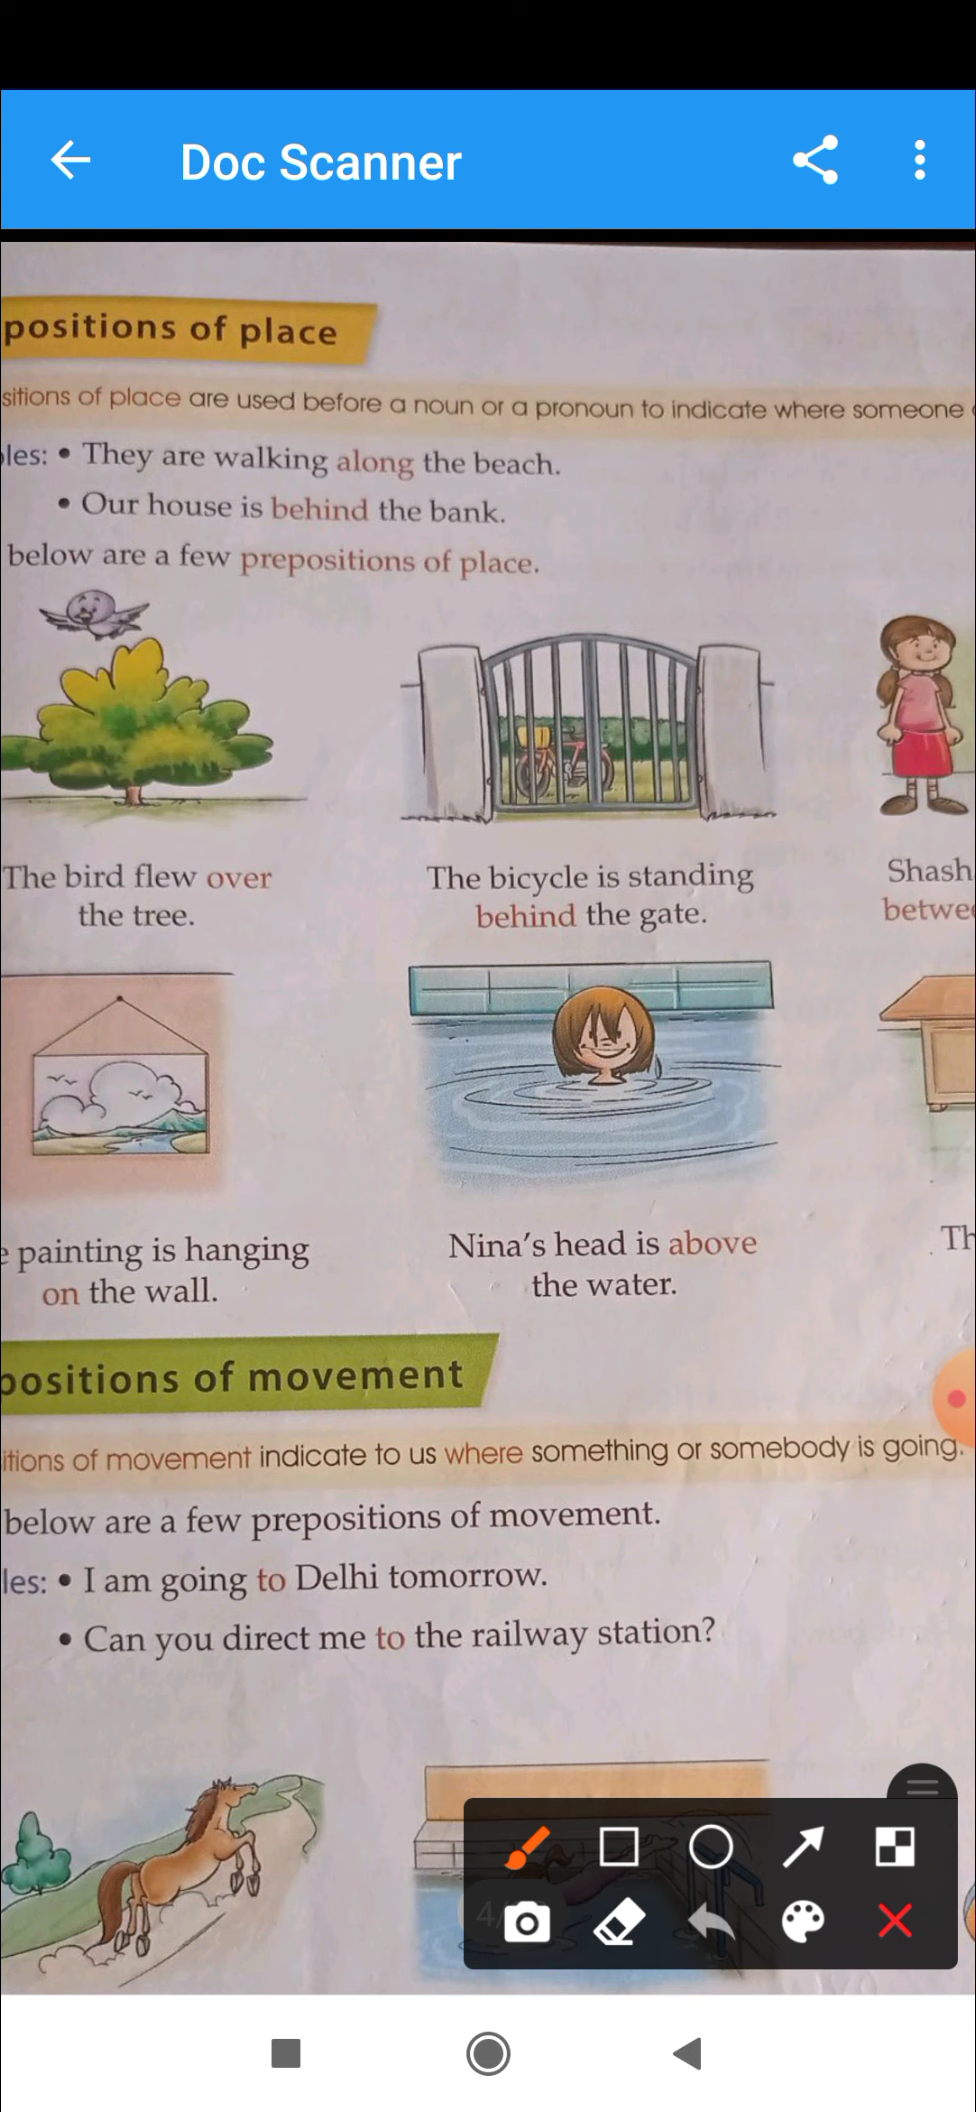 Doc Scanner
positions of place
sitions of place are used before a noun or a pronoun to indicate where someone
les: • They are walking along the beach.
• Our house is behind the bank.
below are a few prepositions of place.
The bird flew over
the tree.
The bicycle is standing
behind the gate.
Shash
betwee
painting is hanging
on the wall.
Nina's head is above
the water.
Th
positions of movement
itions of movement indicate to us where something or somebody is going.
below are a few prepositions of movement.
les: • I am going to Delhi tomorrow.
• Can you direct me to the railway station?